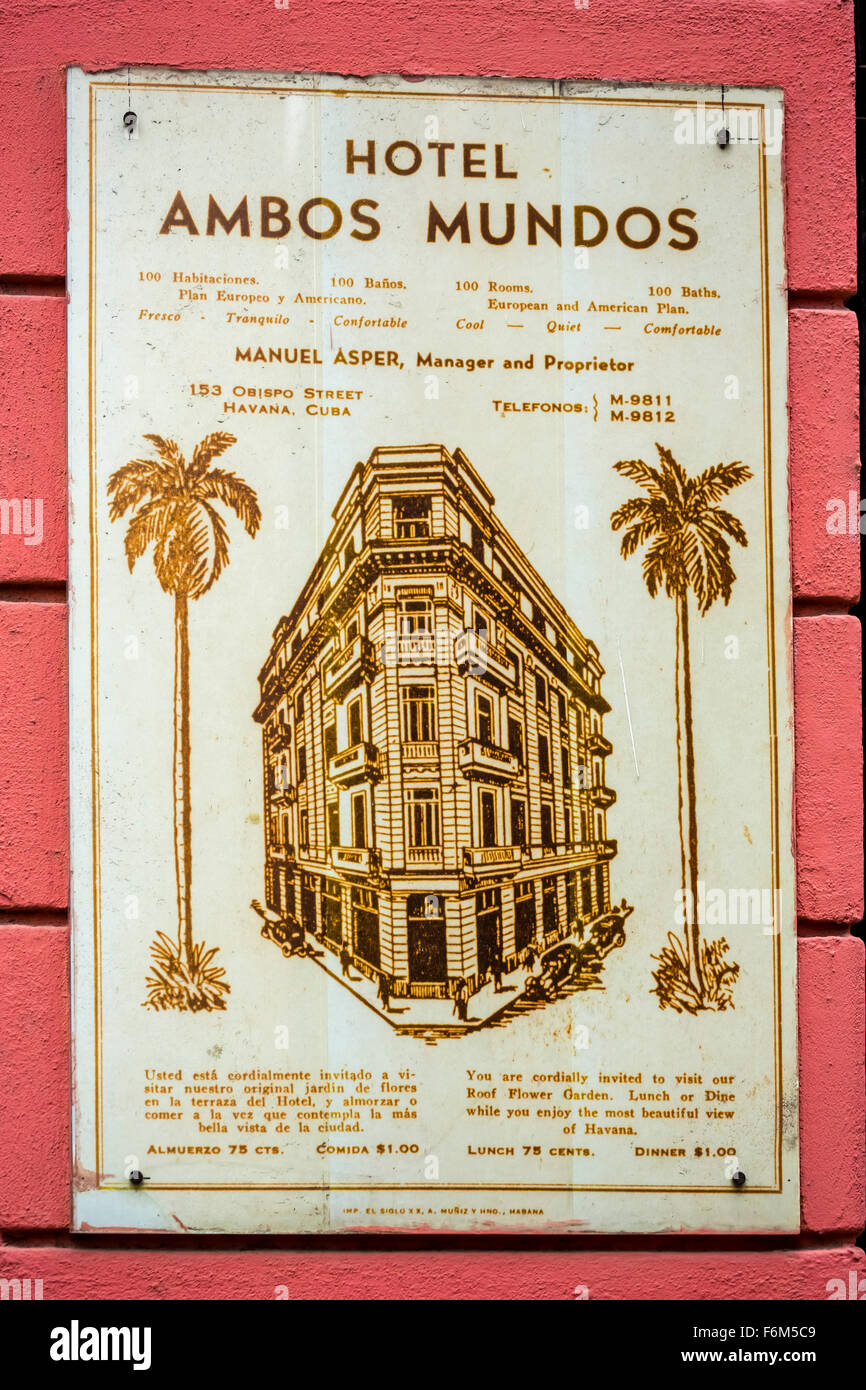 HOTEL
AMBOS MUNDOS
100 Habitaciones. 100 Baños.
Plan Europeo y Americano.
Fresco - Tranquilo - Confortable
100 Rooms. 100 Baths.
European and American Plan.
Cool — Quiet — Comfortable
MANUEL ASPER, Manager and Proprietor
153 OBISPO STREET
HAVANA, CUBA
TELEFONOS: M-9811
M-9812
Usted está cordialmente invitado a vi-
sitar nuestro original jardín de flores
en la terraza del Hotel, y almorzar o
comer a la vez que contempla la más
bella vista de la ciudad.
ALMUERZO 75 CTS. COMIDA $1.00
You are cordially invited to visit our
Roof Flower Garden. Lunch or Dine
while you enjoy the most beautiful view
of Havana.
LUNCH 75 CENTS. DINNER $1.00
IMP. EL SIGLO XX, A. MUÑIZ Y HNO., HABANA
alamy
a
alamy stock photo
F6M5C9
www.alamy.com